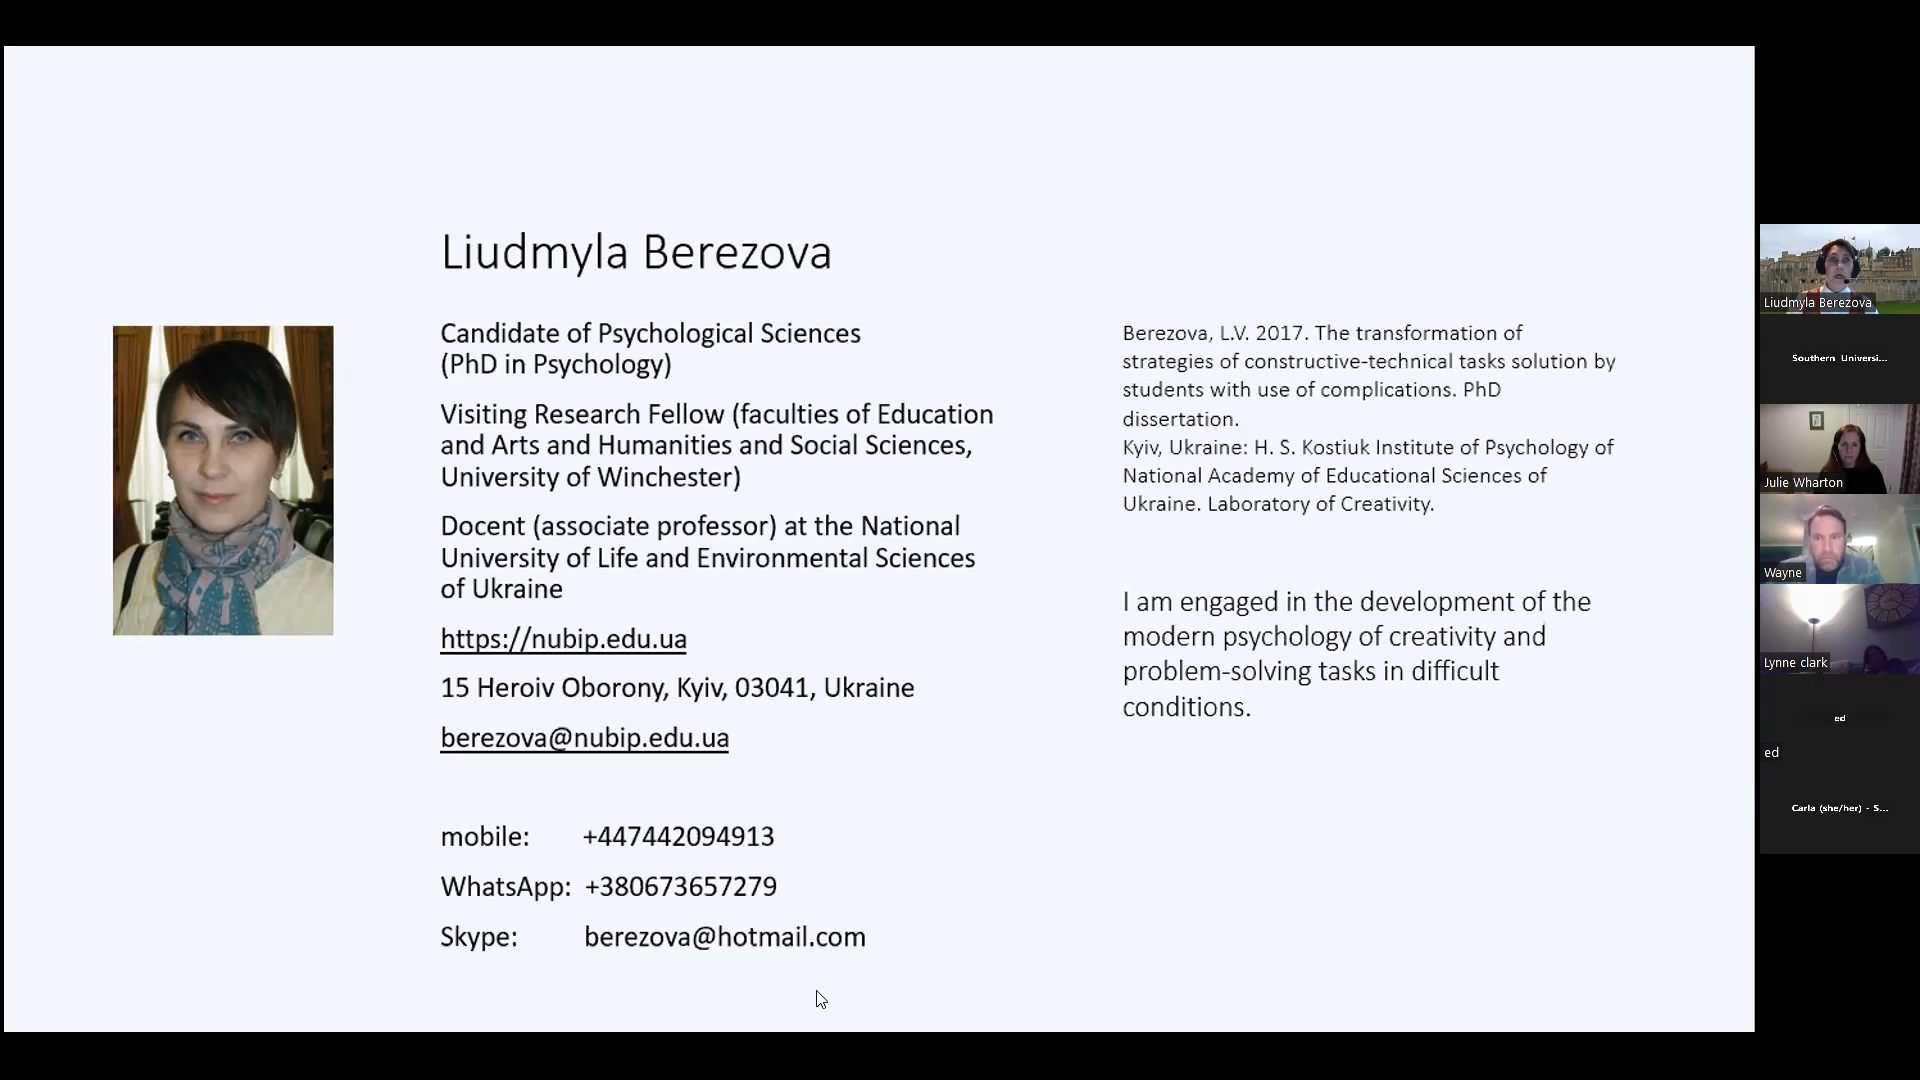 Liudmyla Berezova
Candidate of Psychological Sciences
(PhD in Psychology)
Visiting Research Fellow (faculties of Education
and Arts and Humanities and Social Sciences,
University of Winchester)
Docent (associate professor) at the National
University of Life and Environmental Sciences
of Ukraine
https://nubip.edu.ua
15 Heroiv Oborony, Kyiv, 03041, Ukraine
berezova@nubip.edu.ua
mobile: +447442094913
WhatsApp: +380673657279
Skype: berezova@hotmail.com
Berezova, L.V. 2017. The transformation of
strategies of constructive-technical tasks solution by
students with use of complications. PhD
dissertation.
Kyiv, Ukraine: H. S. Kostiuk Institute of Psychology of
National Academy of Educational Sciences of
Ukraine. Laboratory of Creativity.
I am engaged in the development of the
modern psychology of creativity and
problem-solving tasks in difficult
conditions.
Liudmyla Berezova
Southern Universi...
Julie Wharton
Wayne
Lynne clark
ed
ed
Carla (she/her) - S...